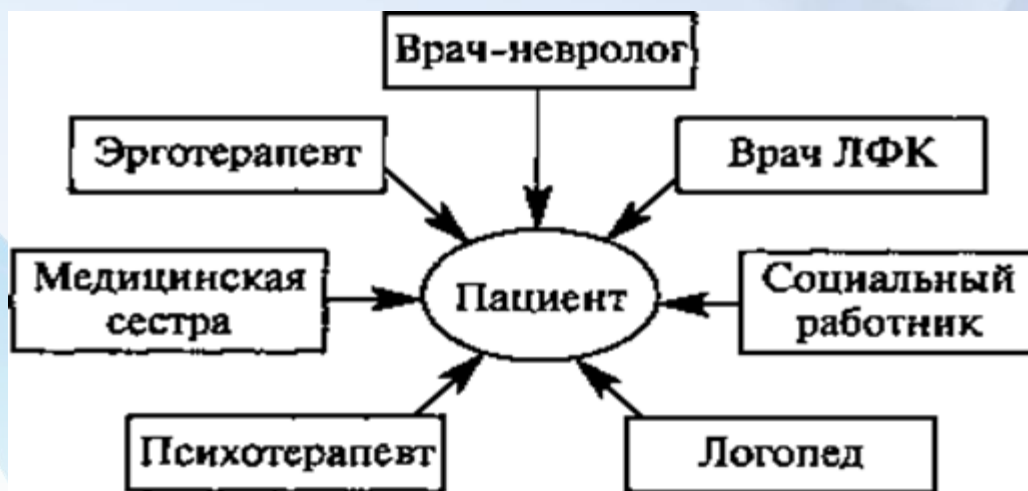 Врач-невролог
Эрготерапевт
Врач ЛФК
Медицинская
сестра
Пациент
Социальный
работник
Психотерапевт
Логопед